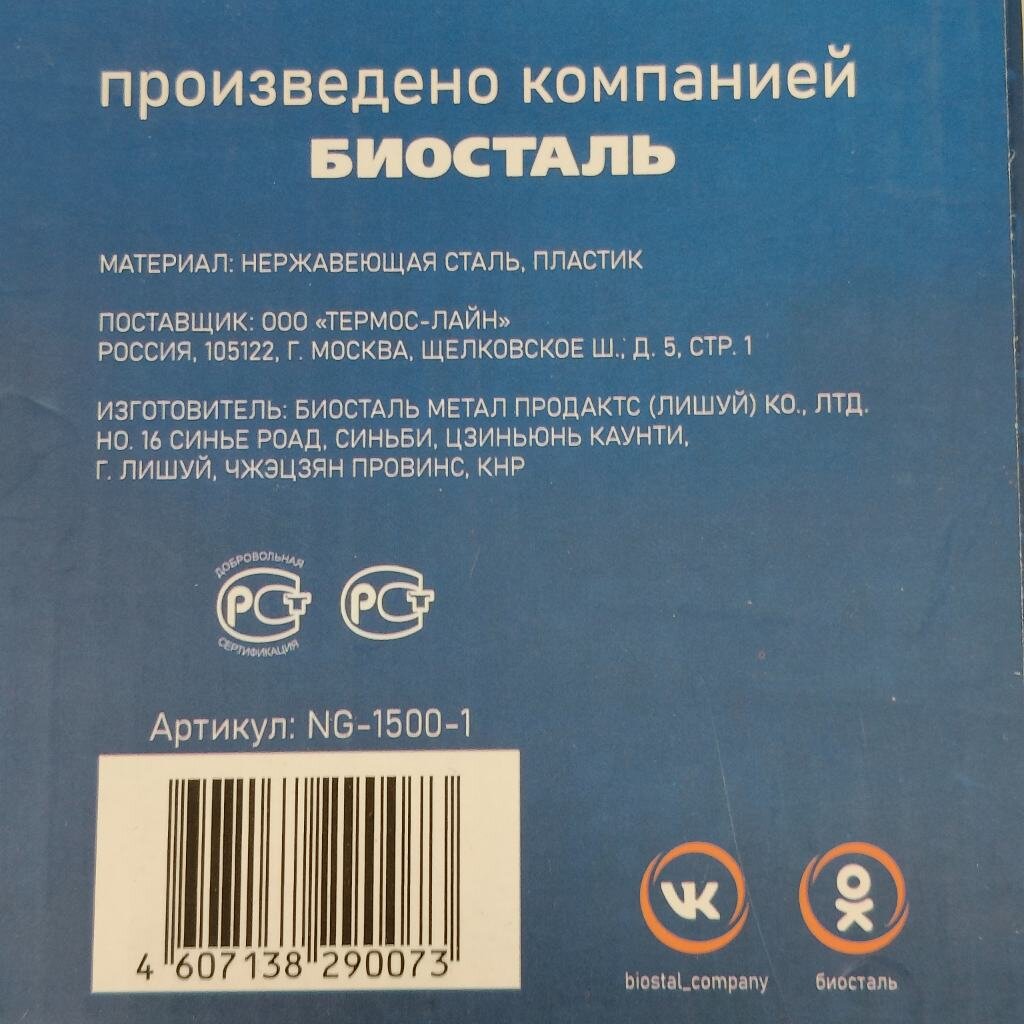 произведено компанией
БИОСТАЛЬ
МАТЕРИАЛ: НЕРЖАВЕЮЩАЯ СТАЛЬ, ПЛАСТИК
ПОСТАВЩИК: ООО «ТЕРМОС-ЛАЙН»
РОССИЯ, 105122, Г. МОСКВА, ЩЕЛКОВСКОЕ Ш., Д. 5, СТР. 1
ИЗГОТОВИТЕЛЬ: БИОСТАЛЬ МЕТАЛ ПРОДАКТС (ЛИШУЙ) КО., ЛТД.
НО. 16 СИНЬЕ РОАД, СИНЬБИ, ЦЗИНЬЮНЬ КАУНТИ,
Г. ЛИШУЙ, ЧЖЭЦЗЯН ПРОВИНС, КНР
ДОБРОВОЛЬНАЯ
РСТ РСТ
СЕРТИФИКАЦИЯ
Артикул: NG-1500-1
4 607138 290073
VK ОК
biostal_company биосталь